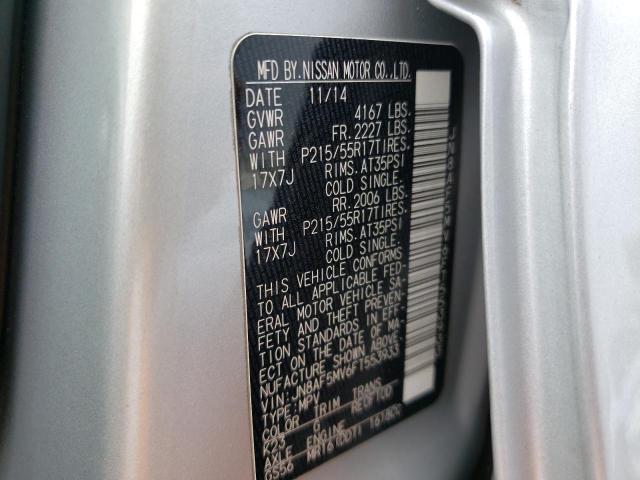 MFD BY.NISSAN MOTOR CO.,LTD.
DATE 11/14
GVWR 4167 LBS.
GAWR FR.2227 LBS.
WITH P215/55R17TIRES.
17X7J RIMS.AT35PSI
COLD SINGLE.
GAWR RR.2006 LBS.
WITH P215/55R17TIRES.
17X7J RIMS.AT35PSI
COLD SINGLE.
THIS VEHICLE CONFORMS
TO ALL APPLICABLE FED-
ERAL MOTOR VEHICLE SA-
FETY AND THEFT PREVEN-
TION STANDARDS IN EFF-
ECT ON THE DATE OF MA-
NUFACTURE SHOWN ABOVE.
VIN:JN8AF5MV6FT553935
TYPE:MPV
COLOR TRIM TRANS
K23 G
AXLE ENGINE
GS56